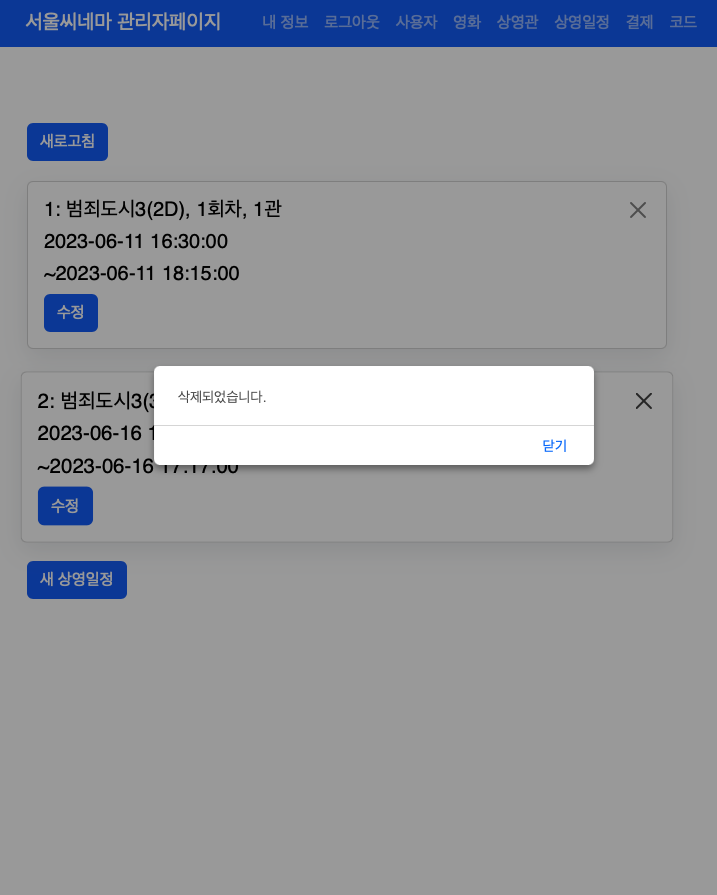 서울씨네마 관리자페이지
내 정보 로그아웃 사용자 영화 상영관 상영일정 결제 코드
새로고침
1: 범죄도시3(2D), 1회차, 1관
2023-06-11 16:30:00
~2023-06-11 18:15:00
수정
삭제되었습니다.
닫기
2: 범죄도시3(3
2023-06-16 1
~2023-06-16 17:17:00
수정
새 상영일정